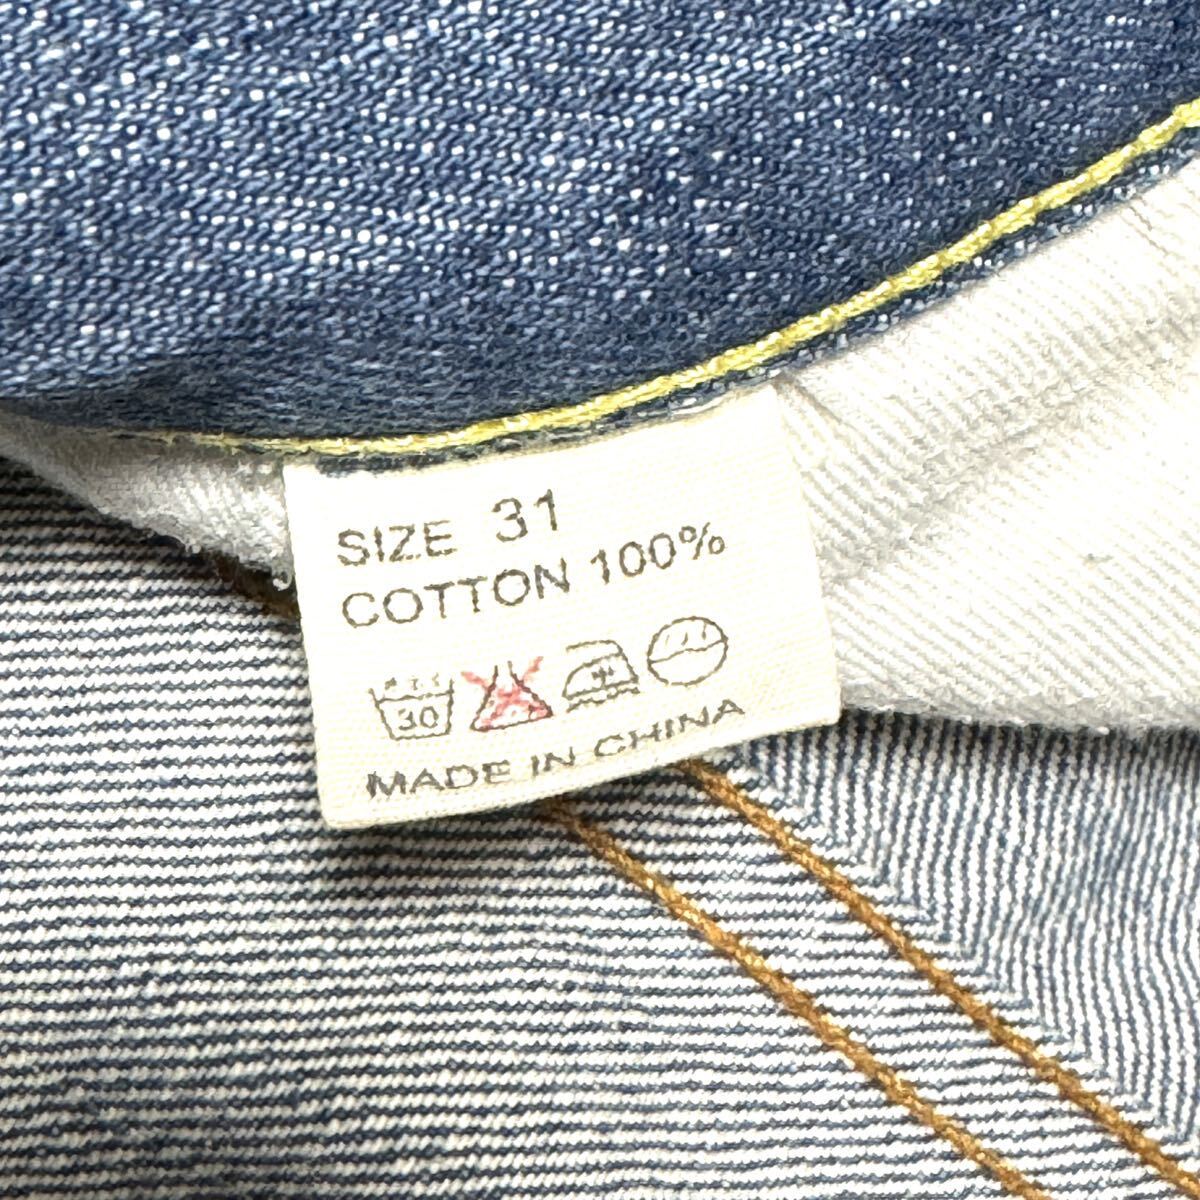 SIZE 31
COTTON 100%
30
MADE IN CHINA